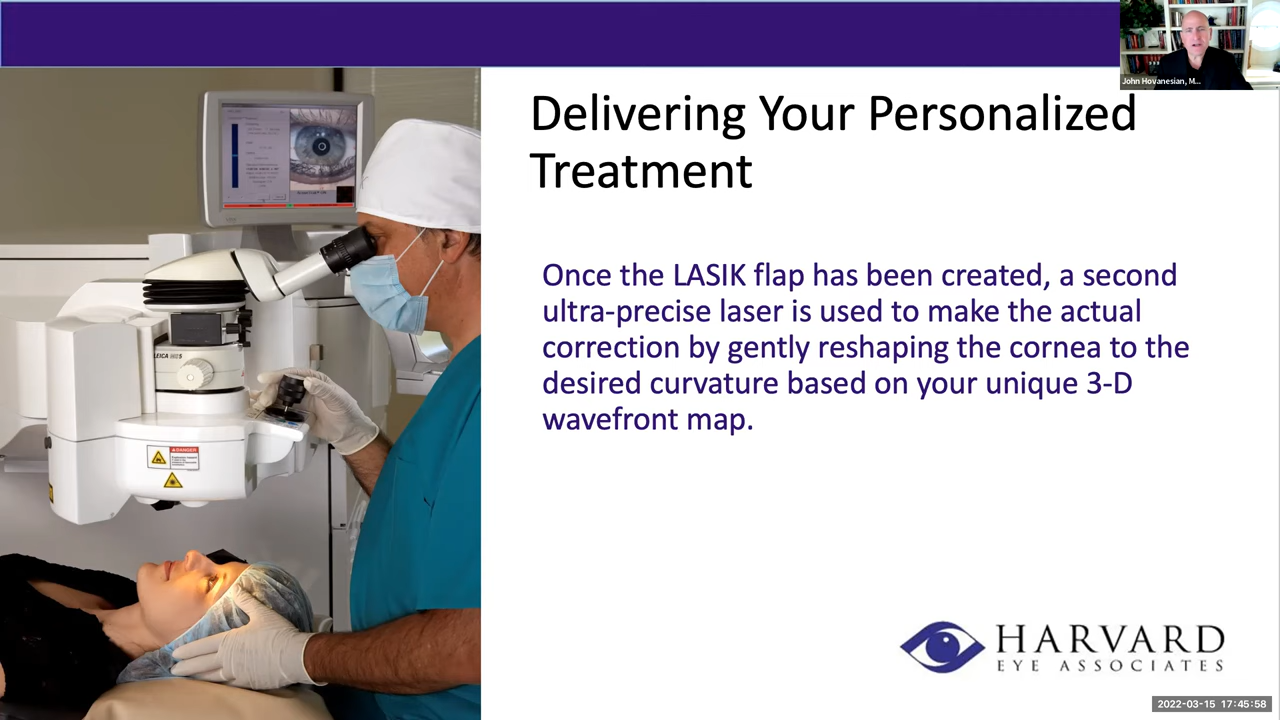 John Hovanesian, M...
Delivering Your Personalized
Treatment
Once the LASIK flap has been created, a second
ultra-precise laser is used to make the actual
correction by gently reshaping the cornea to the
desired curvature based on your unique 3-D
wavefront map.
LEICA
DANGER
HARVARD
EYE ASSOCIATES
2022-03-15 17:45:58